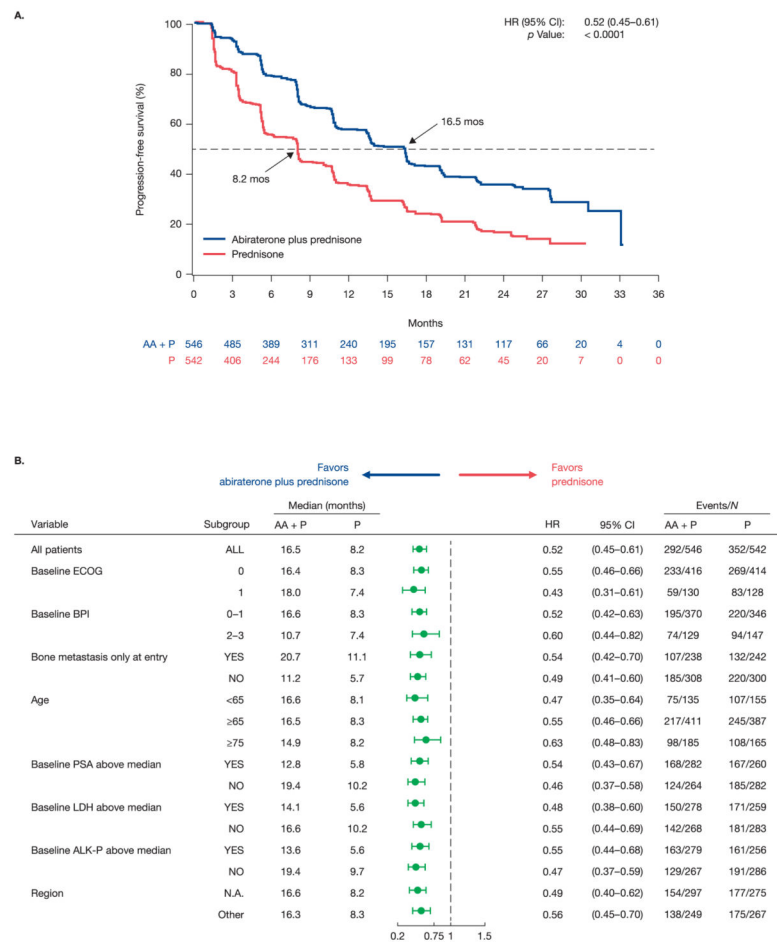 A.
HR (95% CI): 0.52 (0.45–0.61)
p Value: < 0.0001
100
80
60
40
20
0
Progression-free survival (%)
16.5 mos
8.2 mos
Abiraterone plus prednisone
Prednisone
0 3 6 9 12 15 18 21 24 27 30 33 36
Months
AA + P 546 485 389 311 240 195 157 131 117 66 20 4 0
P 542 406 244 176 133 99 78 62 45 20 7 0 0
B.
Favors abiraterone plus prednisone
Favors prednisone
Median (months) Events/N
Variable Subgroup AA + P P HR 95% CI AA + P P
All patients ALL 16.5 8.2 0.52 (0.45–0.61) 292/546 352/542
Baseline ECOG 0 16.4 8.3 0.55 (0.46–0.66) 233/416 269/414
1 18.0 7.4 0.43 (0.31–0.61) 59/130 83/128
Baseline BPI 0–1 16.6 8.3 0.52 (0.42–0.63) 195/370 220/346
2–3 10.7 7.4 0.60 (0.44–0.82) 74/129 94/147
Bone metastasis only at entry YES 20.7 11.1 0.54 (0.42–0.70) 107/238 132/242
NO 11.2 5.7 0.49 (0.41–0.60) 185/308 220/300
Age <65 16.6 8.1 0.47 (0.35–0.64) 75/135 107/155
≥65 16.5 8.3 0.55 (0.46–0.66) 217/411 245/387
≥75 14.9 8.2 0.63 (0.48–0.83) 98/185 108/165
Baseline PSA above median YES 12.8 5.8 0.54 (0.43–0.67) 168/282 167/260
NO 19.4 10.2 0.46 (0.37–0.58) 124/264 185/282
Baseline LDH above median YES 14.1 5.6 0.48 (0.38–0.60) 150/278 171/259
NO 16.6 10.2 0.55 (0.44–0.69) 142/268 181/283
Baseline ALK-P above median YES 13.6 5.6 0.55 (0.44–0.68) 163/279 161/256
NO 19.4 9.7 0.47 (0.37–0.59) 129/267 191/286
Region N.A. 16.6 8.2 0.49 (0.40–0.62) 154/297 177/275
Other 16.3 8.3 0.56 (0.45–0.70) 138/249 175/267
0.2 0.75 1 1.5